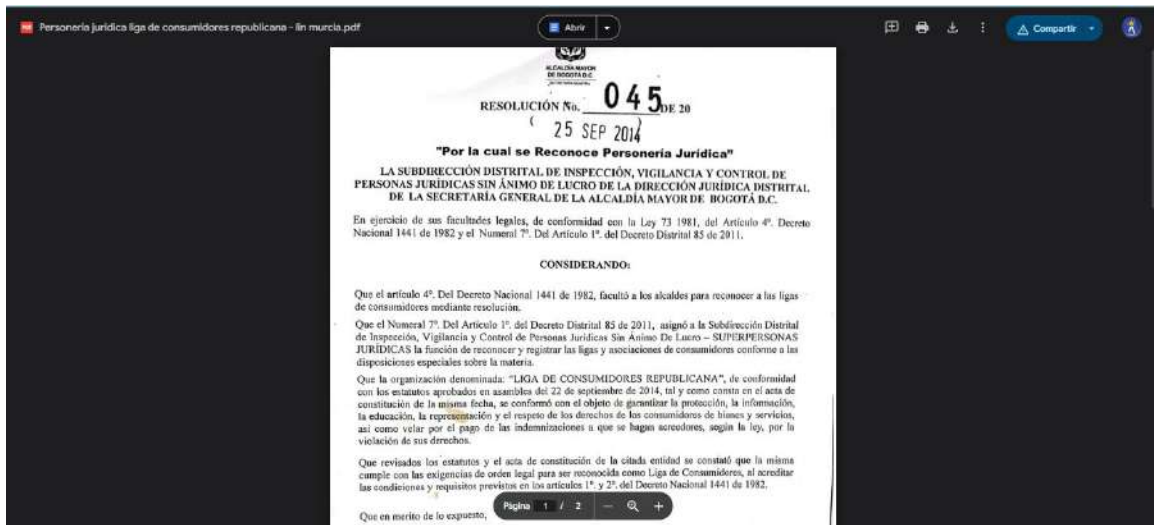 Personería jurídica liga de consumidores republicana - lin murcia.pdf
Abrir
Compartir
ALCALDÍA MAYOR
DE BOGOTÁ D.C.
RESOLUCIÓN No. 045 DE 20
( 25 SEP 2014 )
"Por la cual se Reconoce Personería Jurídica"
LA SUBDIRECCIÓN DISTRITAL DE INSPECCIÓN, VIGILANCIA Y CONTROL DE
PERSONAS JURÍDICAS SIN ÁNIMO DE LUCRO DE LA DIRECCIÓN JURÍDICA DISTRITAL
DE LA SECRETARÍA GENERAL DE LA ALCALDÍA MAYOR DE BOGOTÁ D.C.
En ejercicio de sus facultades legales, de conformidad con la Ley 73 1981, del Artículo 4º. Decreto
Nacional 1441 de 1982 y el Numeral 7º. Del Artículo 1º. del Decreto Distrital 85 de 2011.
CONSIDERANDO:
Que el artículo 4º. Del Decreto Nacional 1441 de 1982, facultó a los alcaldes para reconocer a las ligas
de consumidores mediante resolución.
Que el Numeral 7º. Del Artículo 1º. del Decreto Distrital 85 de 2011, asignó a la Subdirección Distrital
de Inspección, Vigilancia y Control de Personas Jurídicas Sin Ánimo De Lucro – SUPERPERSONAS
JURÍDICAS la función de reconocer y registrar las ligas y asociaciones de consumidores conforme a las
disposiciones especiales sobre la materia.
Que la organización denominada: "LIGA DE CONSUMIDORES REPUBLICANA", de conformidad
con los estatutos aprobados en asamblea del 22 de septiembre de 2014, tal y como consta en el acta de
constitución de la misma fecha, se conformó con el objeto de garantizar la protección, la información,
la educación, la representación y el respeto de los derechos de los consumidores de bienes y servicios,
así como velar por el pago de las indemnizaciones a que se hagan acreedores, según la ley, por la
violación de sus derechos.
Que revisados los estatutos y el acta de constitución de la citada entidad se constató que la misma
cumple con las exigencias de orden legal para ser reconocida como Liga de Consumidores, al acreditar
las condiciones y requisitos previstos en los artículos 1º. y 2º. del Decreto Nacional 1441 de 1982.
Que en merito de lo expuesto,
Página 1 / 2